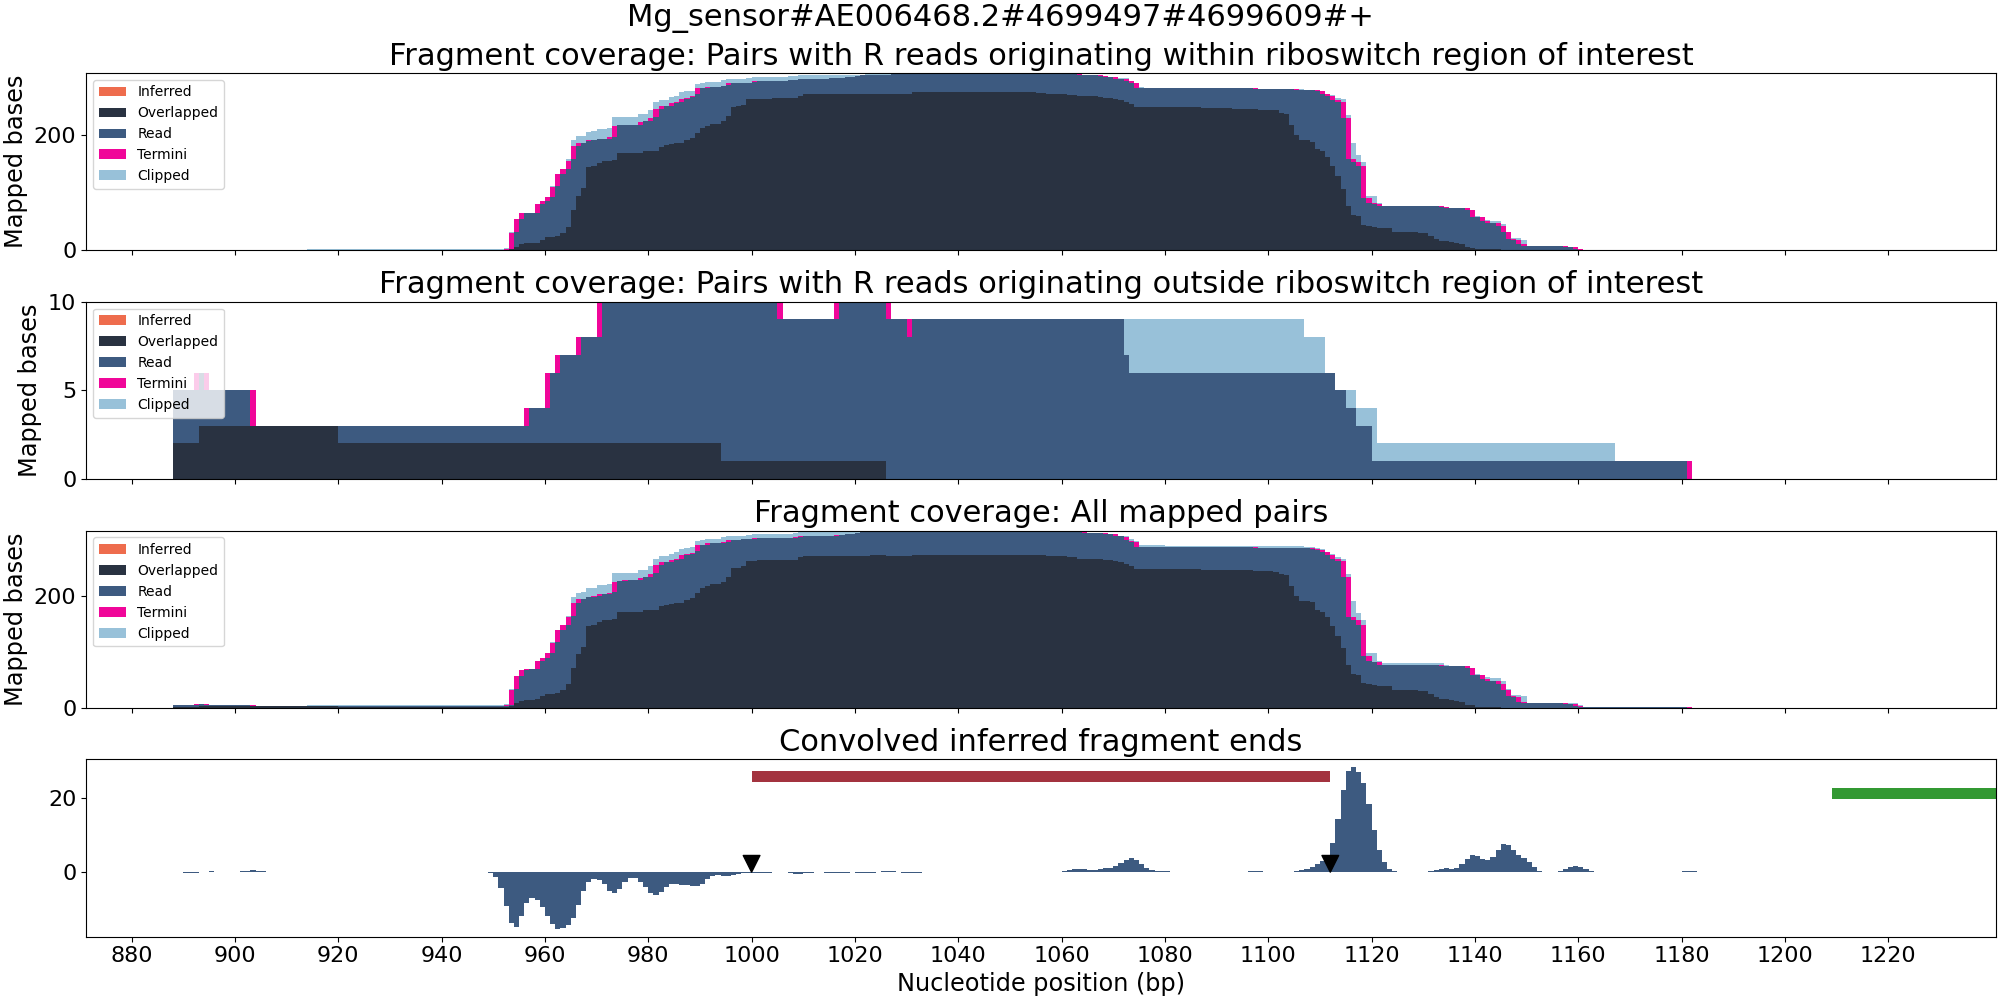 Mg_sensor#AE006468.2#4699497#4699609#+
Fragment coverage: Pairs with R reads originating within riboswitch region of interest
Mapped bases
200
0
Inferred
Overlapped
Read
Termini
Clipped
Fragment coverage: Pairs with R reads originating outside riboswitch region of interest
Mapped bases
10
5
0
Inferred
Overlapped
Read
Termini
Clipped
Fragment coverage: All mapped pairs
Mapped bases
200
0
Inferred
Overlapped
Read
Termini
Clipped
Convolved inferred fragment ends
20
0
880 900 920 940 960 980 1000 1020 1040 1060 1080 1100 1120 1140 1160 1180 1200 1220
Nucleotide position (bp)